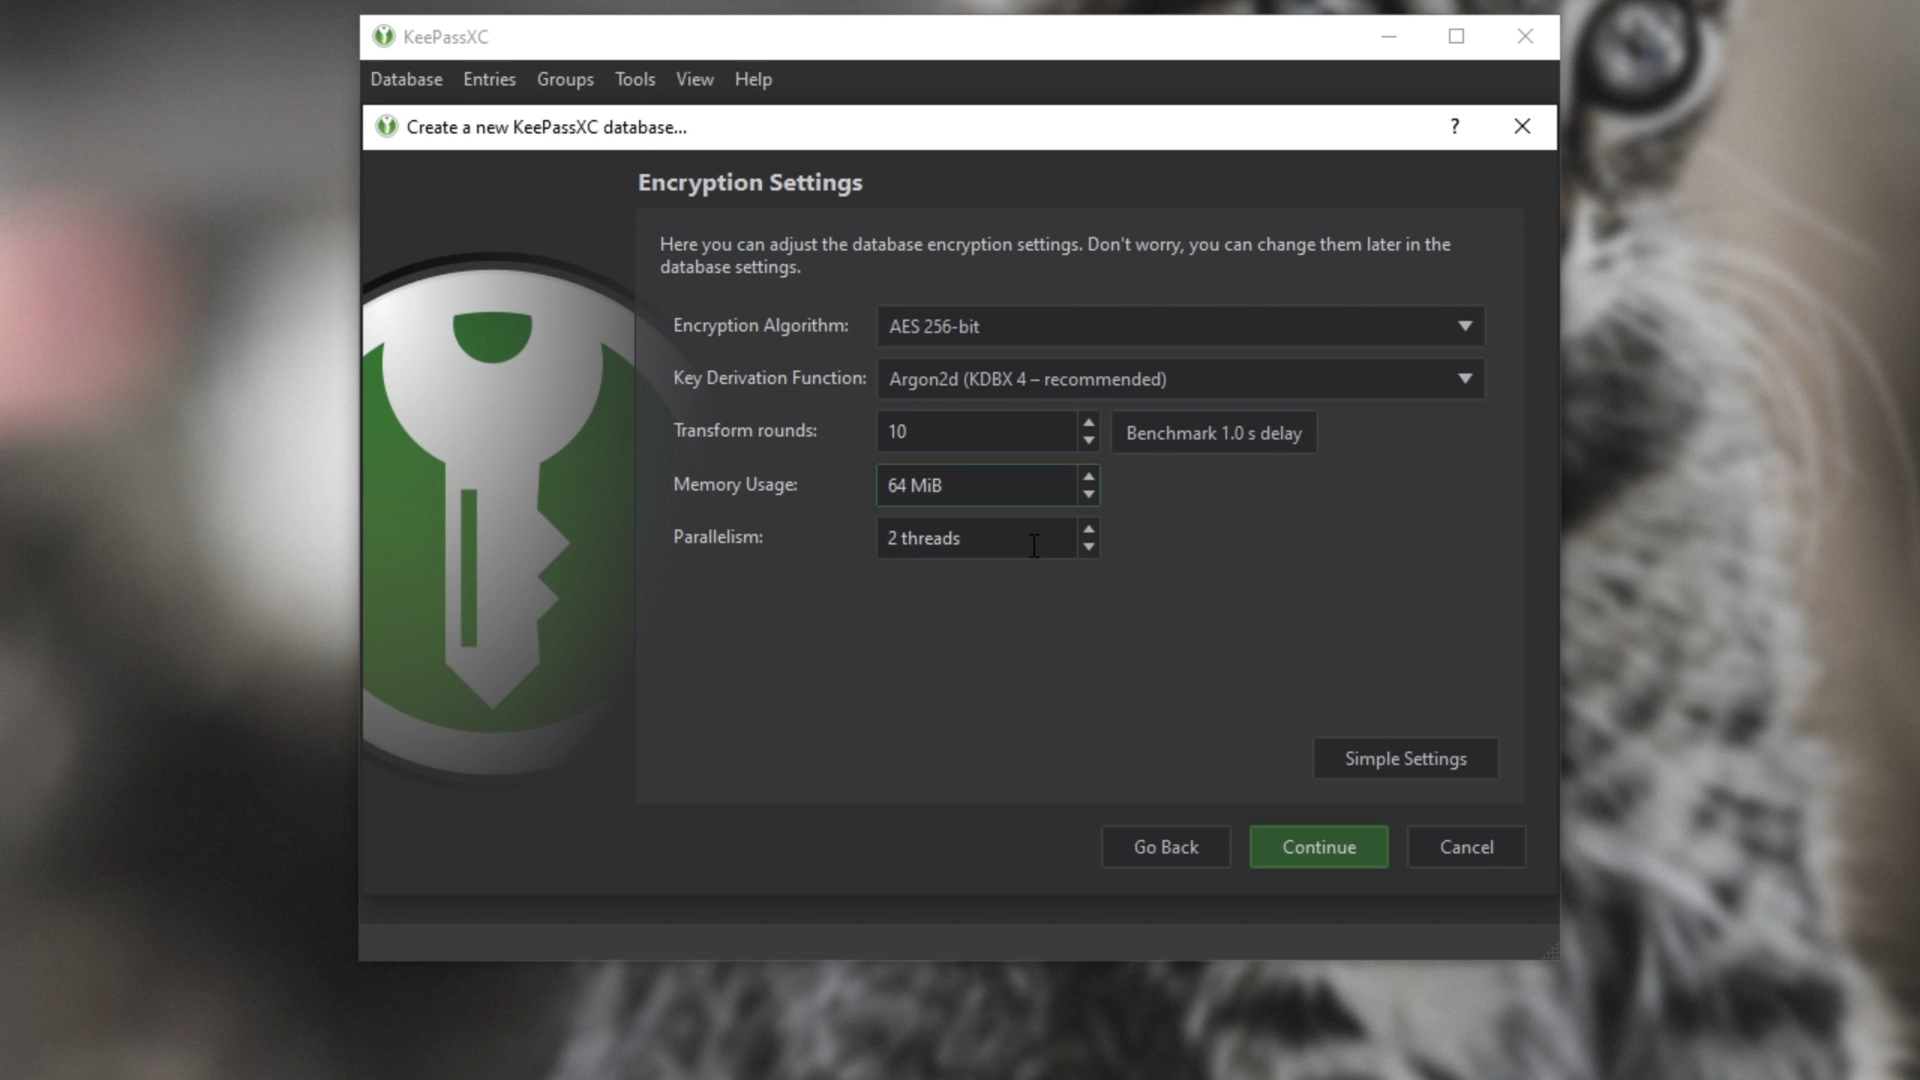 KeePassXC
Database Entries Groups Tools View Help
Create a new KeePassXC database...
?
Encryption Settings
Here you can adjust the database encryption settings. Don't worry, you can change them later in the
database settings.
Encryption Algorithm: AES 256-bit
Key Derivation Function: Argon2d (KDBX 4 – recommended)
Transform rounds: 10 Benchmark 1.0 s delay
Memory Usage: 64 MiB
Parallelism: 2 threads
Simple Settings
Go Back Continue Cancel